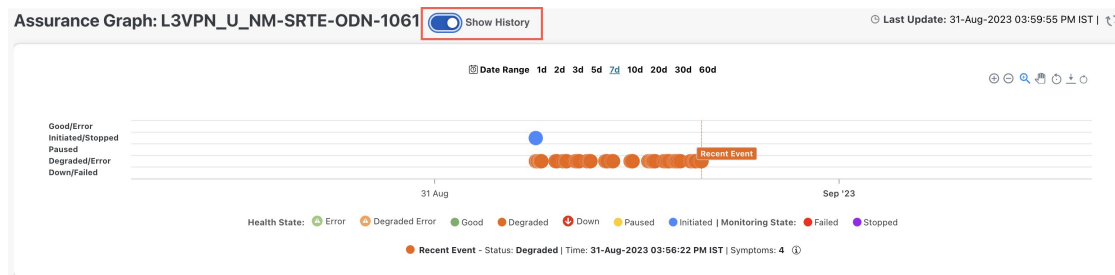 Assurance Graph: L3VPN_U_NM-SRTE-ODN-1061 Show History
Last Update: 31-Aug-2023 03:59:55 PM IST |
Date Range 1d 2d 3d 5d 7d 10d 20d 30d 60d
Good/Error
Initiated/Stopped
Paused
Degraded/Error
Down/Failed
Recent Event
31 Aug
Sep '23
Health State: Error Degraded Error Good Degraded Down Paused Initiated | Monitoring State: Failed Stopped
Recent Event - Status: Degraded | Time: 31-Aug-2023 03:56:22 PM IST | Symptoms: 4